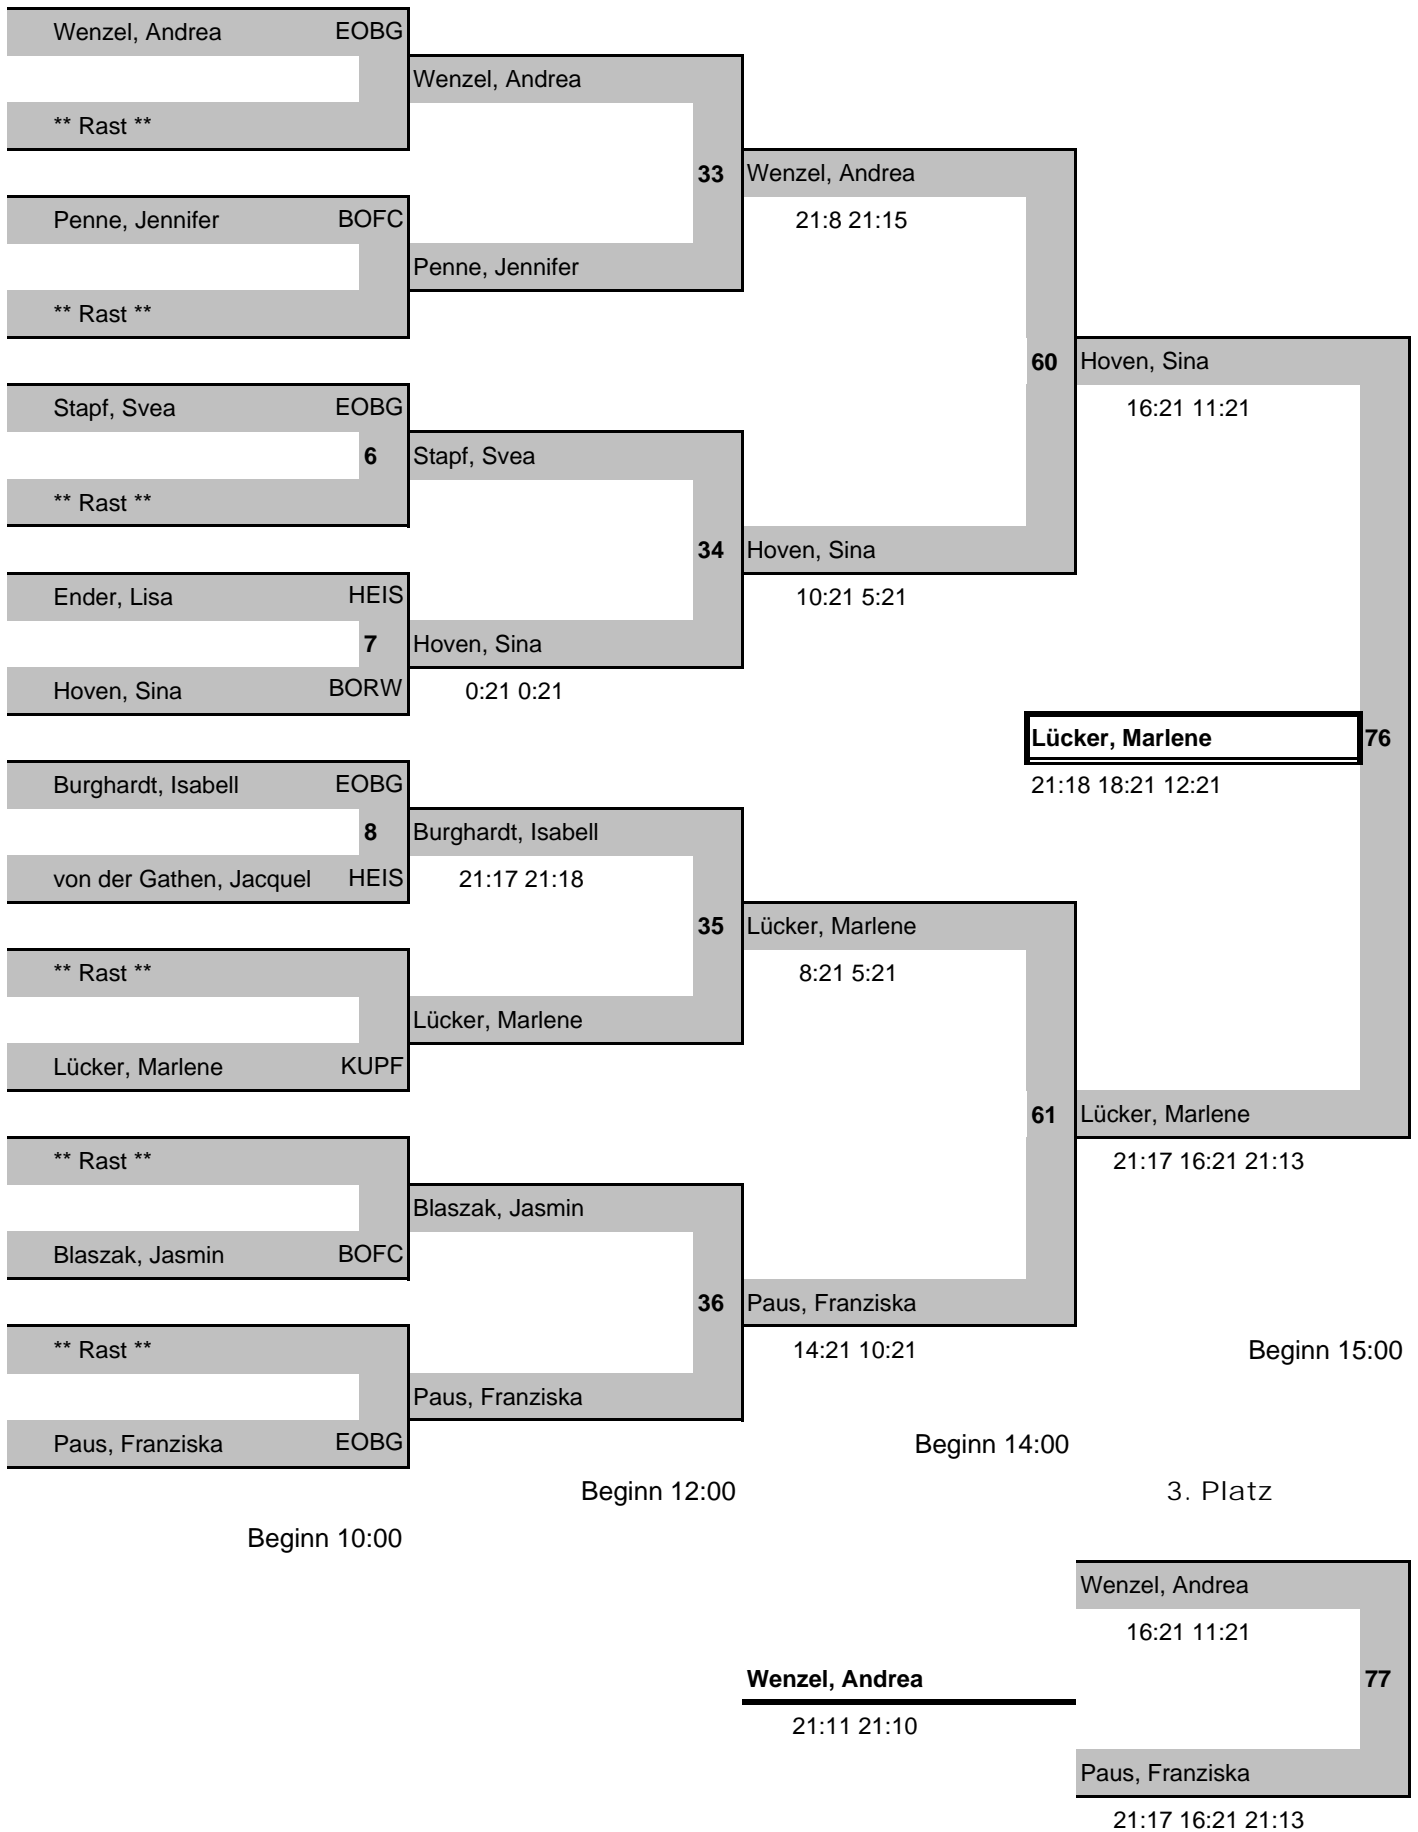 Wenzel, Andrea EOBG
Wenzel, Andrea
** Rast **
33 Wenzel, Andrea
Penne, Jennifer BOFC
21:8 21:15
Penne, Jennifer
** Rast **
60 Hoven, Sina
Stapf, Svea EOBG
16:21 11:21
6 Stapf, Svea
** Rast **
34 Hoven, Sina
Ender, Lisa HEIS
10:21 5:21
7 Hoven, Sina
Hoven, Sina BORW
0:21 0:21
Lücker, Marlene 76
Burghardt, Isabell EOBG
21:18 18:21 12:21
8 Burghardt, Isabell
von der Gathen, Jacquel HEIS
21:17 21:18
35 Lücker, Marlene
** Rast **
8:21 5:21
Lücker, Marlene
Lücker, Marlene KUPF
61 Lücker, Marlene
** Rast **
21:17 16:21 21:13
Blaszak, Jasmin
Blaszak, Jasmin BOFC
36 Paus, Franziska
** Rast **
14:21 10:21
Beginn 15:00
Paus, Franziska
Paus, Franziska EOBG
Beginn 14:00
Beginn 12:00
3. Platz
Beginn 10:00
Wenzel, Andrea
16:21 11:21
Wenzel, Andrea 77
21:11 21:10
Paus, Franziska
21:17 16:21 21:13